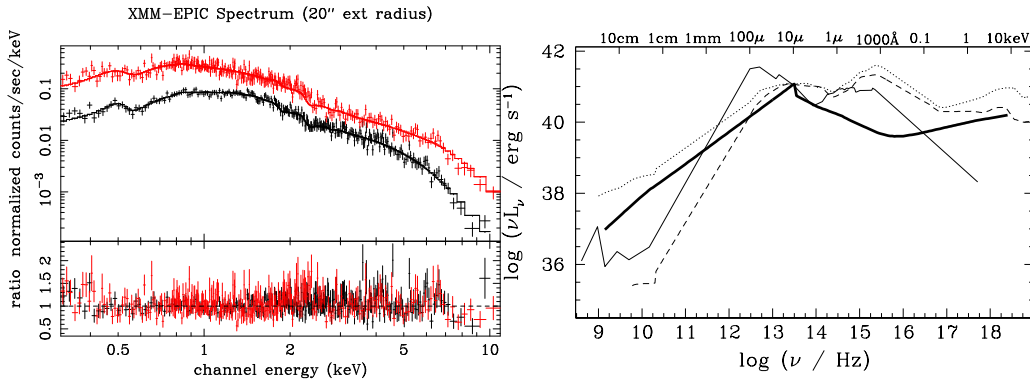 XMM-EPIC Spectrum (20" ext radius)
normalized counts/sec/keV
0.1
0.01
10⁻³
ratio
2
1.5
1
0.5
0.5 1 2 5 10
channel energy (keV)
10cm 1cm 1mm 100μ 10μ 1μ 1000Å 0.1 1 10keV
log (νLν / erg s⁻¹)
42
40
38
36
9 10 11 12 13 14 15 16 17 18 19
log (ν / Hz)